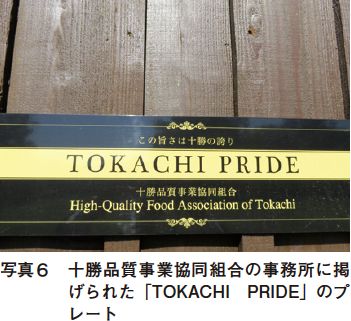 この旨さは十勝の誇り
TOKACHI PRIDE
十勝品質事業協同組合
High-Quality Food Association of Tokachi
写真6　十勝品質事業協同組合の事務所に掲
げられた「TOKACHI　PRIDE」のプ
レート